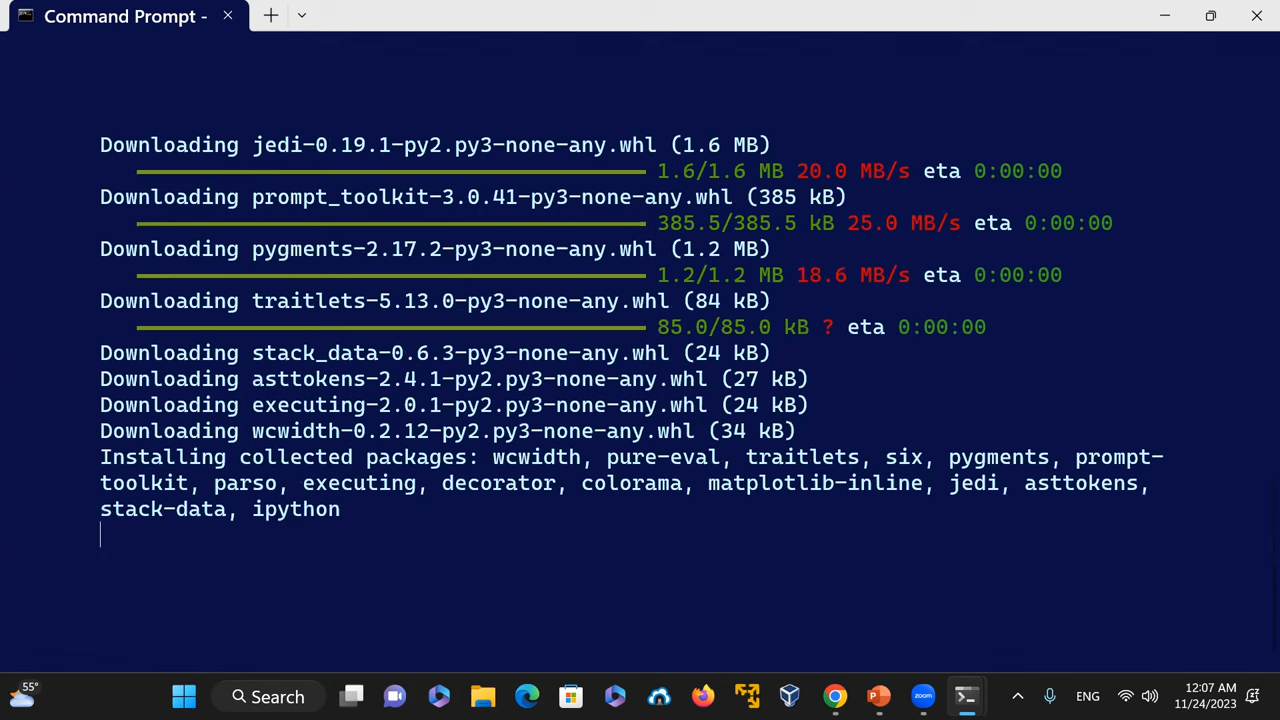 Command Prompt -
Downloading jedi-0.19.1-py2.py3-none-any.whl (1.6 MB)
1.6/1.6 MB 20.0 MB/s eta 0:00:00
Downloading prompt_toolkit-3.0.41-py3-none-any.whl (385 kB)
385.5/385.5 kB 25.0 MB/s eta 0:00:00
Downloading pygments-2.17.2-py3-none-any.whl (1.2 MB)
1.2/1.2 MB 18.6 MB/s eta 0:00:00
Downloading traitlets-5.13.0-py3-none-any.whl (84 kB)
85.0/85.0 kB ? eta 0:00:00
Downloading stack_data-0.6.3-py3-none-any.whl (24 kB)
Downloading asttokens-2.4.1-py2.py3-none-any.whl (27 kB)
Downloading executing-2.0.1-py2.py3-none-any.whl (24 kB)
Downloading wcwidth-0.2.12-py2.py3-none-any.whl (34 kB)
Installing collected packages: wcwidth, pure-eval, traitlets, six, pygments, prompt-
toolkit, parso, executing, decorator, colorama, matplotlib-inline, jedi, asttokens,
stack-data, ipython
55°
Search
zoom
ENG
12:07 AM
11/24/2023